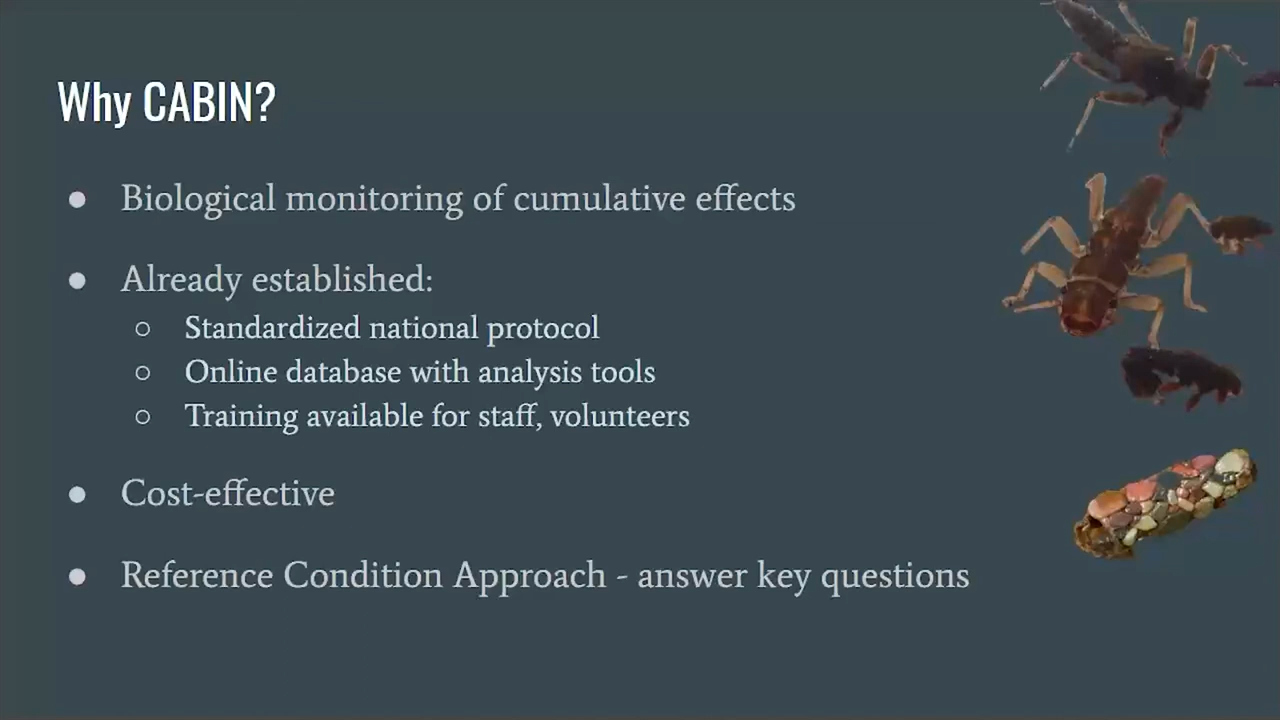 Why CABIN?
● Biological monitoring of cumulative effects
● Already established:
○ Standardized national protocol
○ Online database with analysis tools
○ Training available for staff, volunteers
● Cost-effective
● Reference Condition Approach - answer key questions